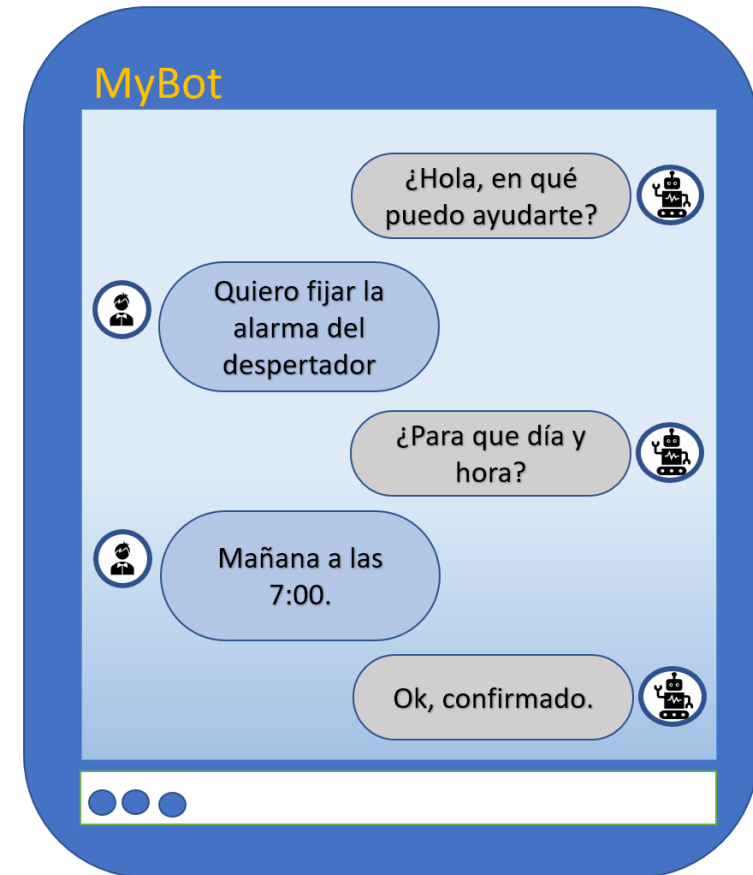 MyBot
¿Hola, en qué
puedo ayudarte?
Quiero fijar la
alarma del
despertador
¿Para que día y
hora?
Mañana a las
7:00.
Ok, confirmado.